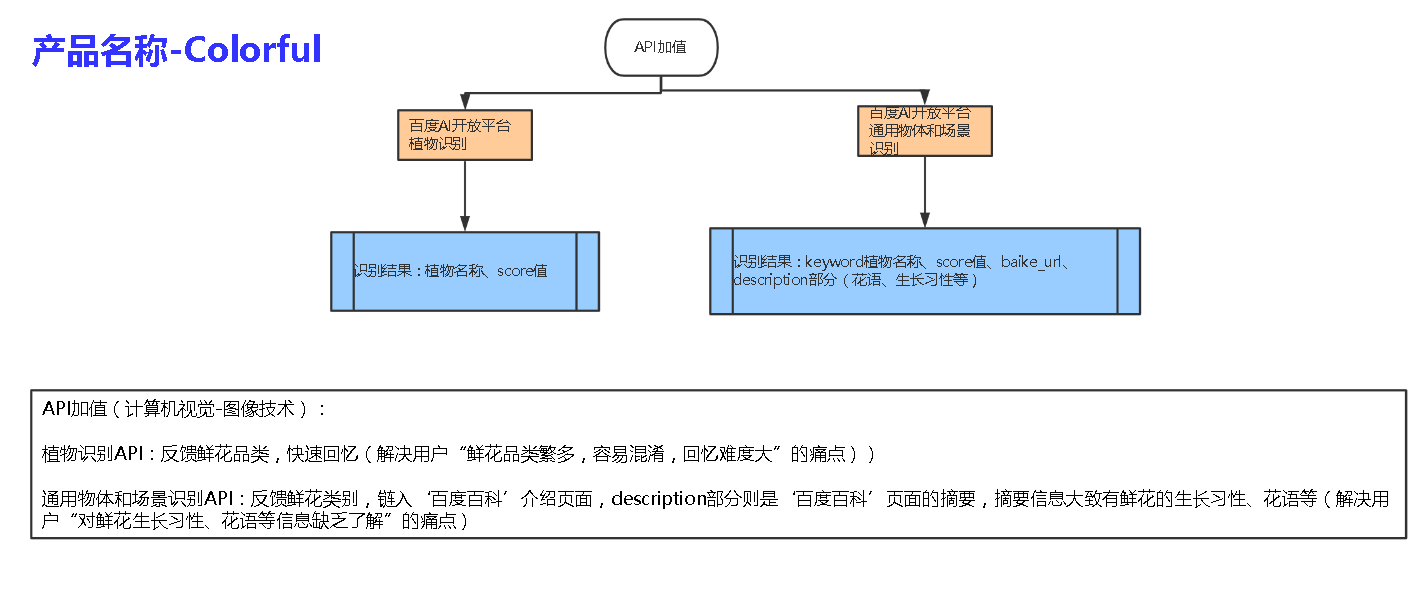 产品名称-Colorful
API加值
百度AI开放平台
植物识别
百度AI开放平台
通用物体和场景
识别
识别结果：植物名称、score值
识别结果：keyword植物名称、score值、baike_url、
description部分（花语、生长习性等）
API加值（计算机视觉-图像技术）：
植物识别API：反馈鲜花品类，快速回忆（解决用户“鲜花品类繁多，容易混淆，回忆难度大”的痛点））
通用物体和场景识别API：反馈鲜花类别，链入‘百度百科’介绍页面，description部分则是‘百度百科’页面的摘要，摘要信息大致有鲜花的生长习性、花语等（解决用
户“对鲜花生长习性、花语等信息缺乏了解”的痛点）